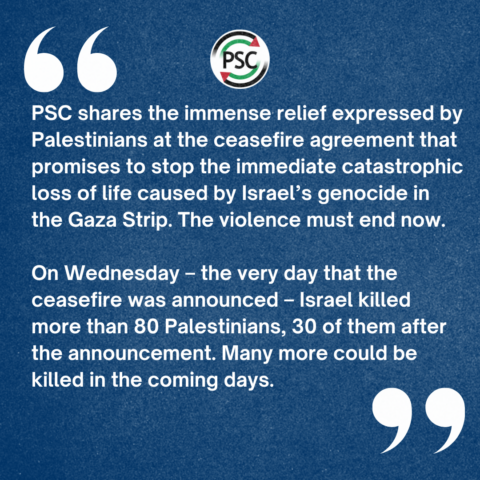 PSC
PSC shares the immense relief expressed by
Palestinians at the ceasefire agreement that
promises to stop the immediate catastrophic
loss of life caused by Israel’s genocide in
the Gaza Strip. The violence must end now.
On Wednesday – the very day that the
ceasefire was announced – Israel killed
more than 80 Palestinians, 30 of them after
the announcement. Many more could be
killed in the coming days.